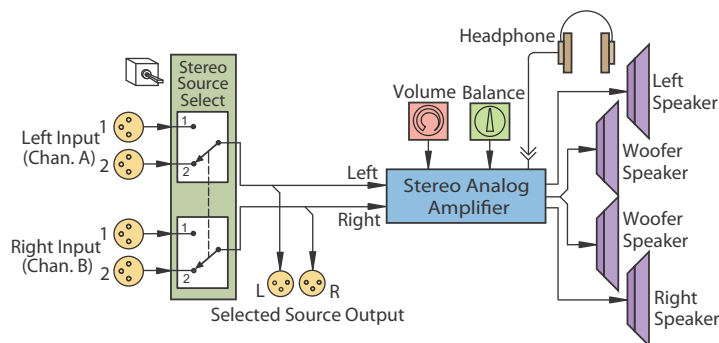 Stereo
Source
Select
Left Input
(Chan. A)
1
2
1
2
Right Input
(Chan. B)
1
2
1
2
L
R
Selected Source Output
Left
Right
Volume
Balance
Headphone
Stereo Analog
Amplifier
Left
Speaker
Woofer
Speaker
Woofer
Speaker
Right
Speaker